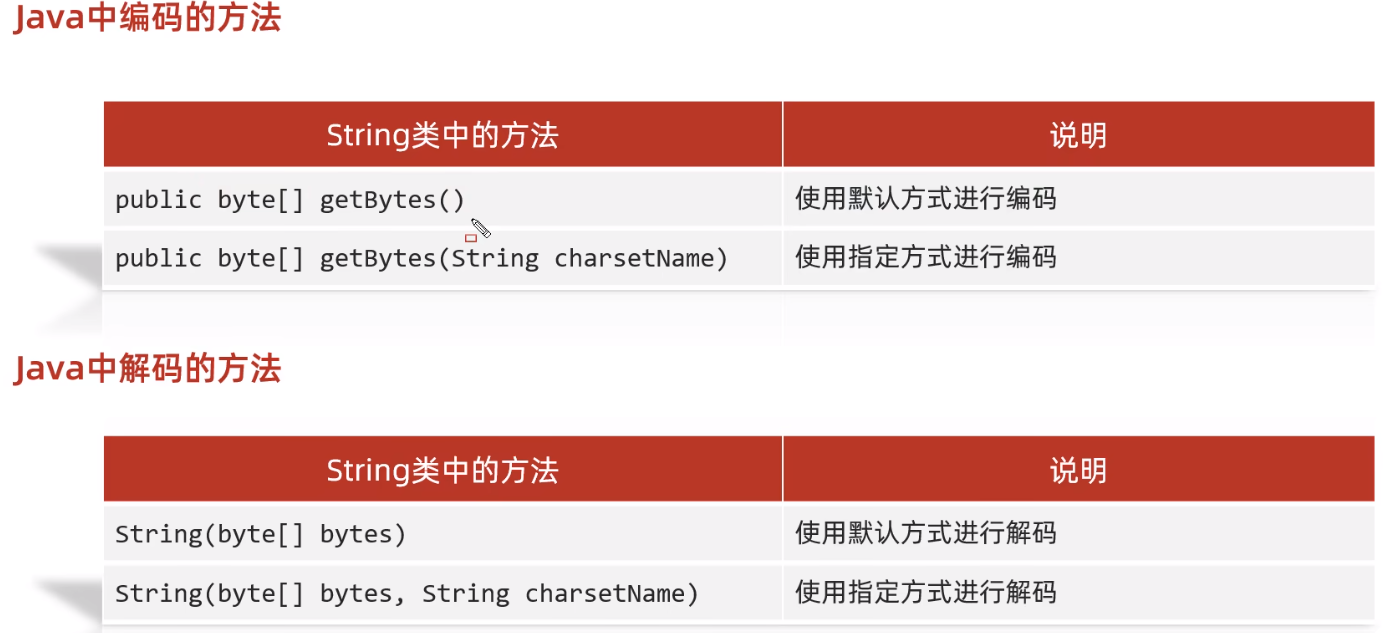 Java中编码的方法
String类中的方法 说明
public byte[] getBytes() 使用默认方式进行编码
public byte[] getBytes(String charsetName) 使用指定方式进行编码
Java中解码的方法
String类中的方法 说明
String(byte[] bytes) 使用默认方式进行解码
String(byte[] bytes, String charsetName) 使用指定方式进行解码